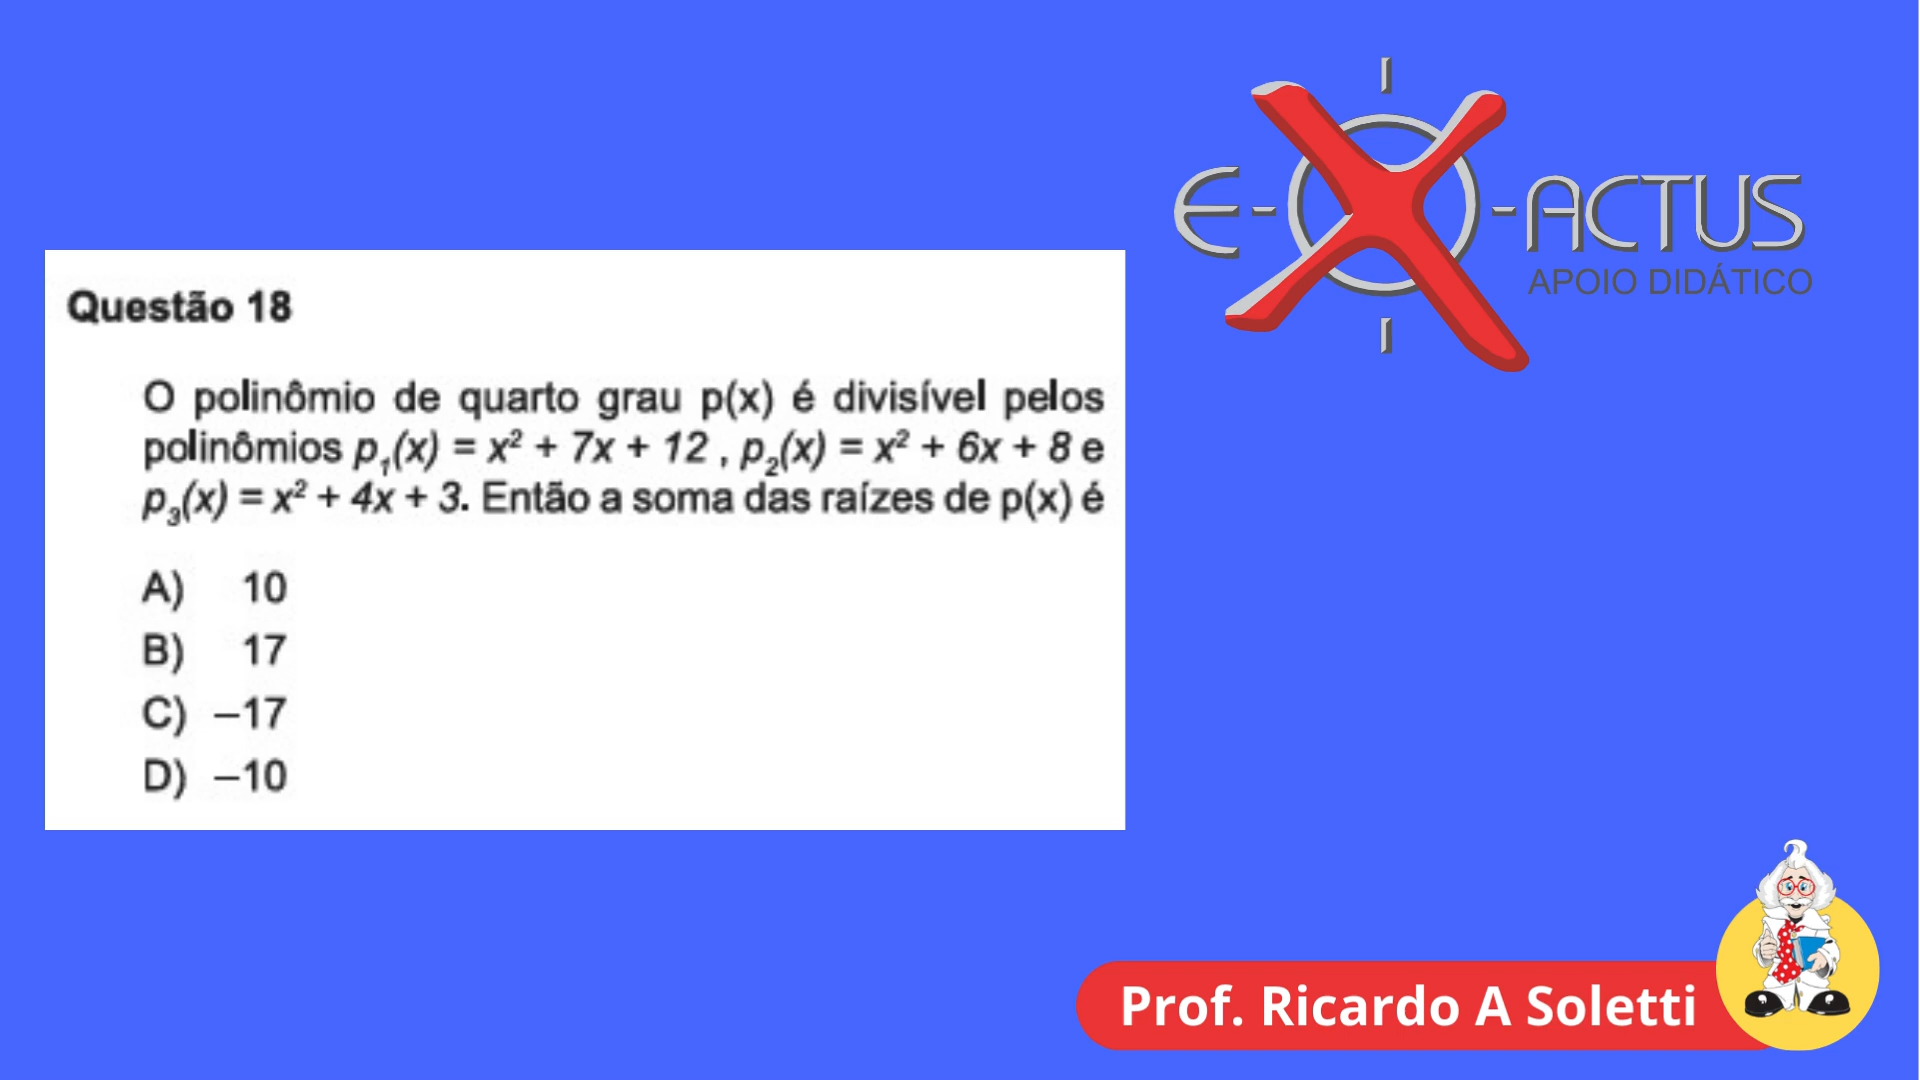 E-X-ACTUS
APOIO DIDÁTICO
Questão 18
O polinômio de quarto grau p(x) é divisível pelos
polinômios p₁(x) = x² + 7x + 12 , p₂(x) = x² + 6x + 8 e
p₃(x) = x² + 4x + 3. Então a soma das raízes de p(x) é
A) 10
B) 17
C) –17
D) –10
Prof. Ricardo A Soletti